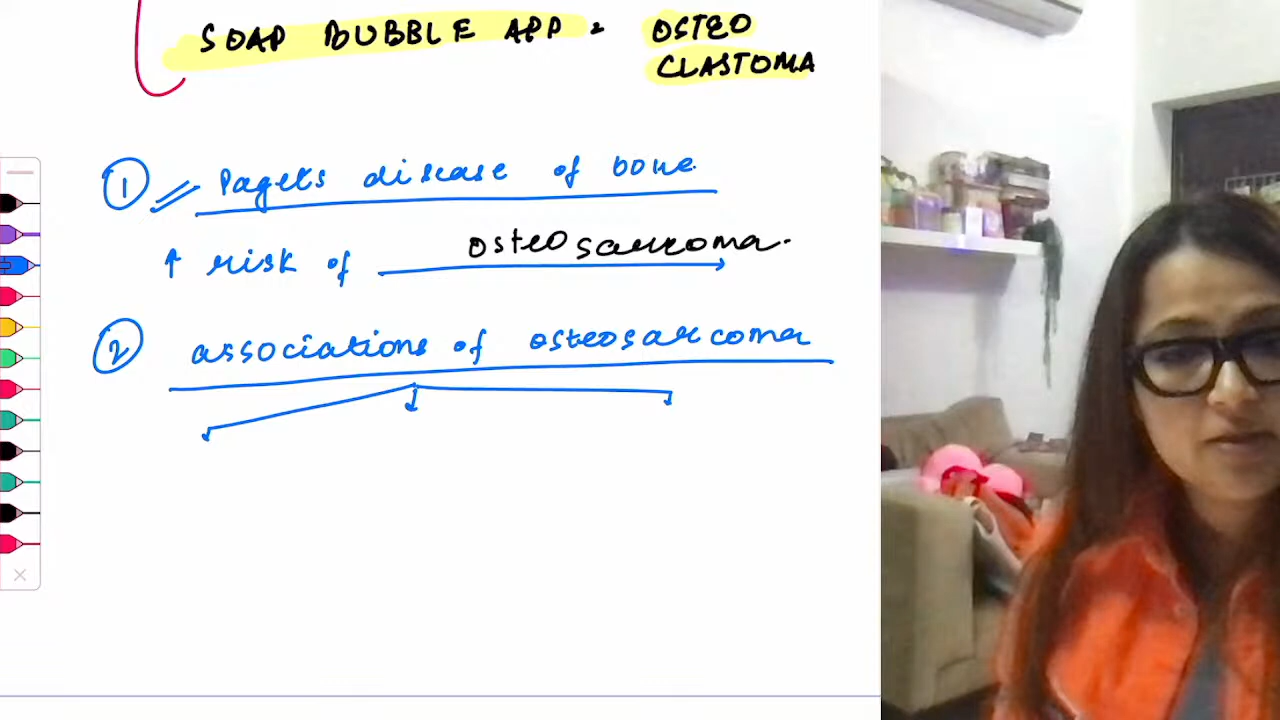 SOAP BUBBLE APP. OSTEO
CLASTOMA
① Pagets disease of bone.
↑ risk of osteosarcoma.
② associations of osteosarcoma